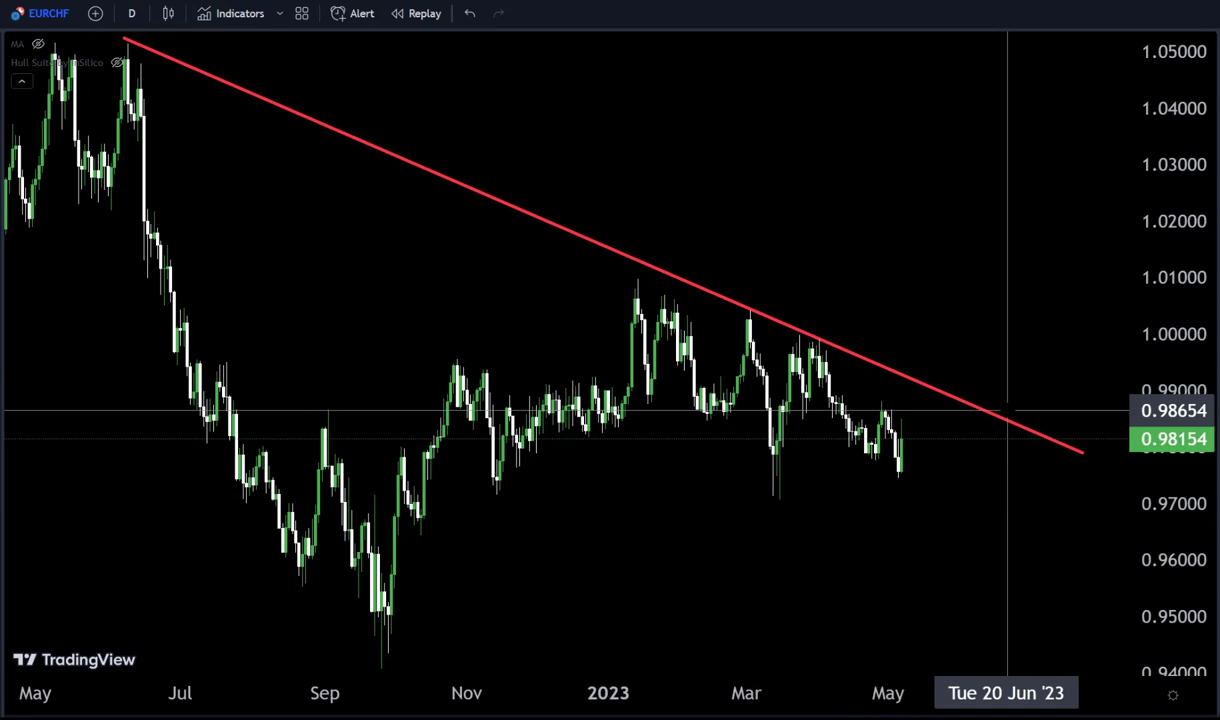 EURCHF D Indicators Alert Replay
MA
Hull Suite by InSilico
1.05000
1.04000
1.03000
1.02000
1.01000
1.00000
0.99000
0.98654
0.98154
0.97000
0.96000
0.95000
0.94000
TradingView
May Jul Sep Nov 2023 Mar May Tue 20 Jun '23